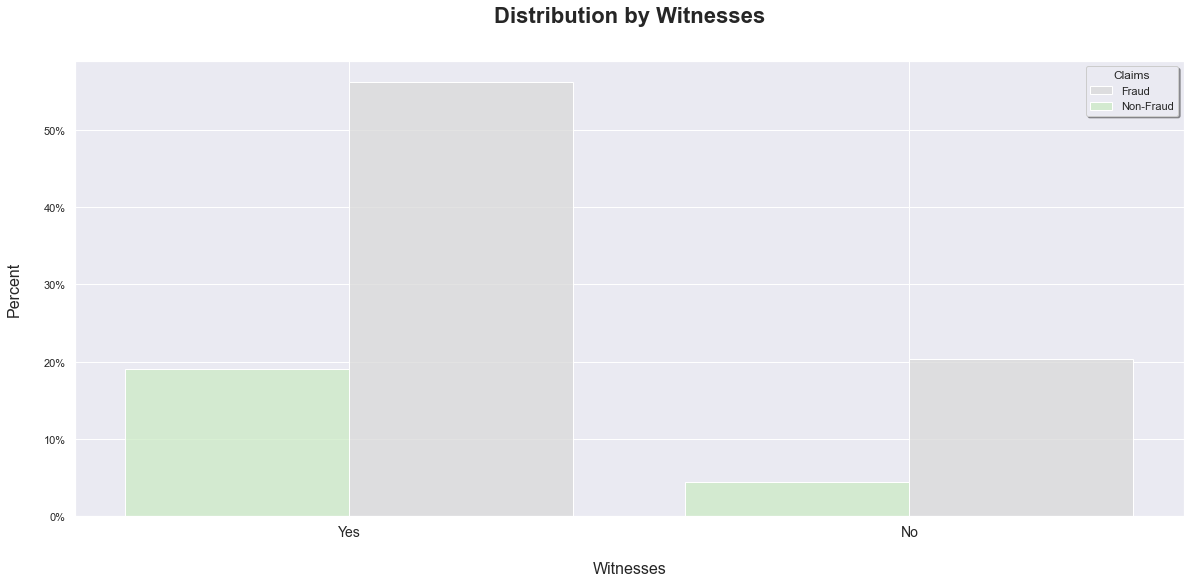 Distribution by Witnesses
Claims
Fraud
Non-Fraud
50%
40%
30%
20%
10%
0%
Percent
Yes
No
Witnesses